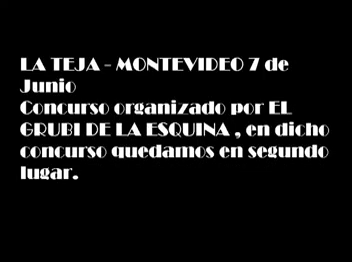 LA TEJA - MONTEVIDEO 7 de
Junio
Concurso organizado por EL
GRUBI DE LA ESQUINA , en dicho
concurso quedamos en segundo
lugar.